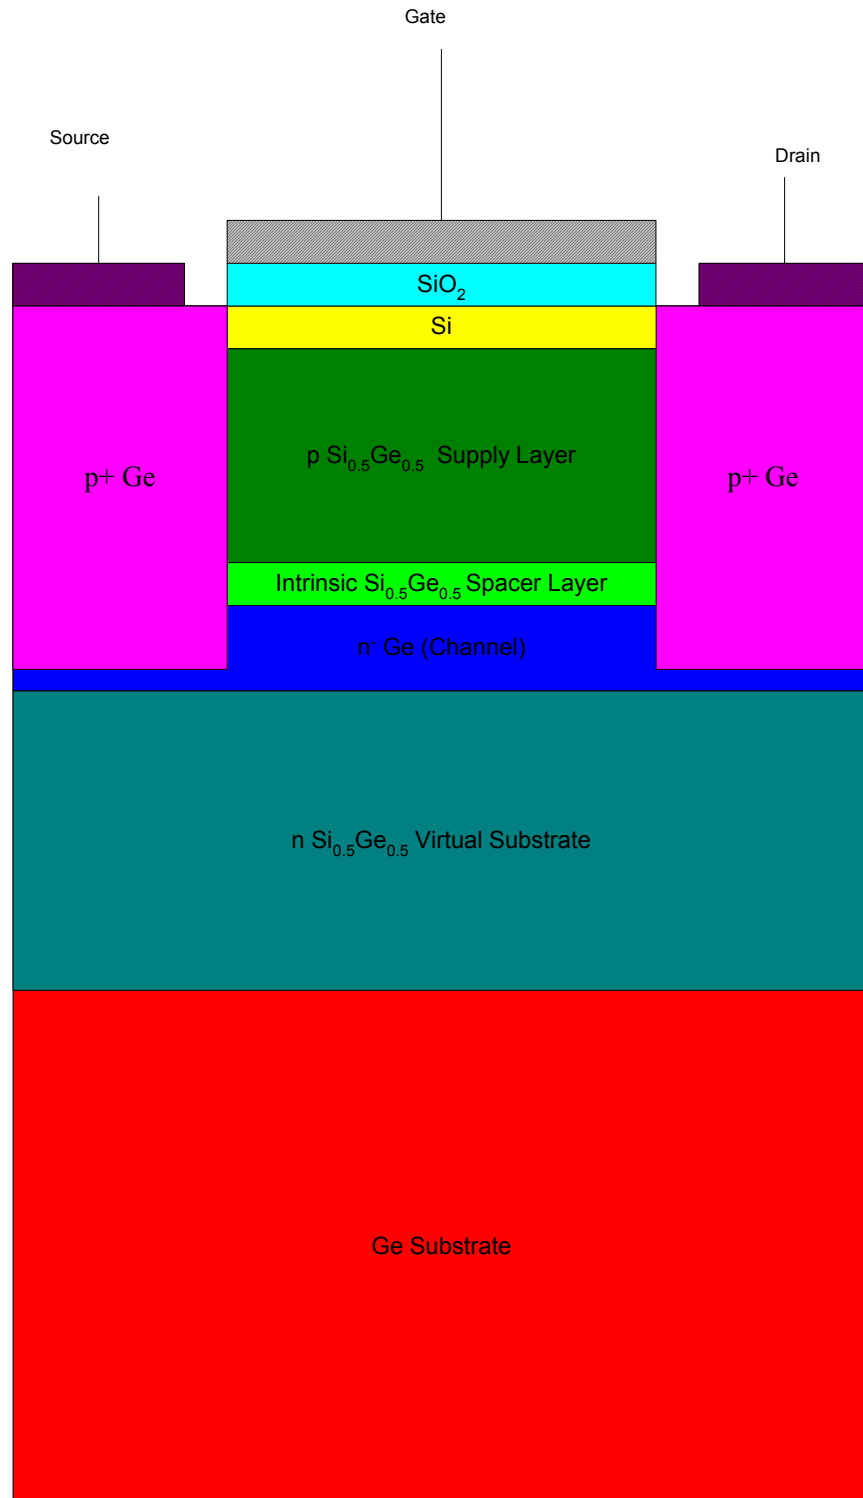 Gate
Source
Drain
SiO₂
Si
p Si₀.₅Ge₀.₅ Supply Layer
p+ Ge
p+ Ge
Intrinsic Si₀.₅Ge₀.₅ Spacer Layer
n⁻ Ge (Channel)
n Si₀.₅Ge₀.₅ Virtual Substrate
Ge Substrate